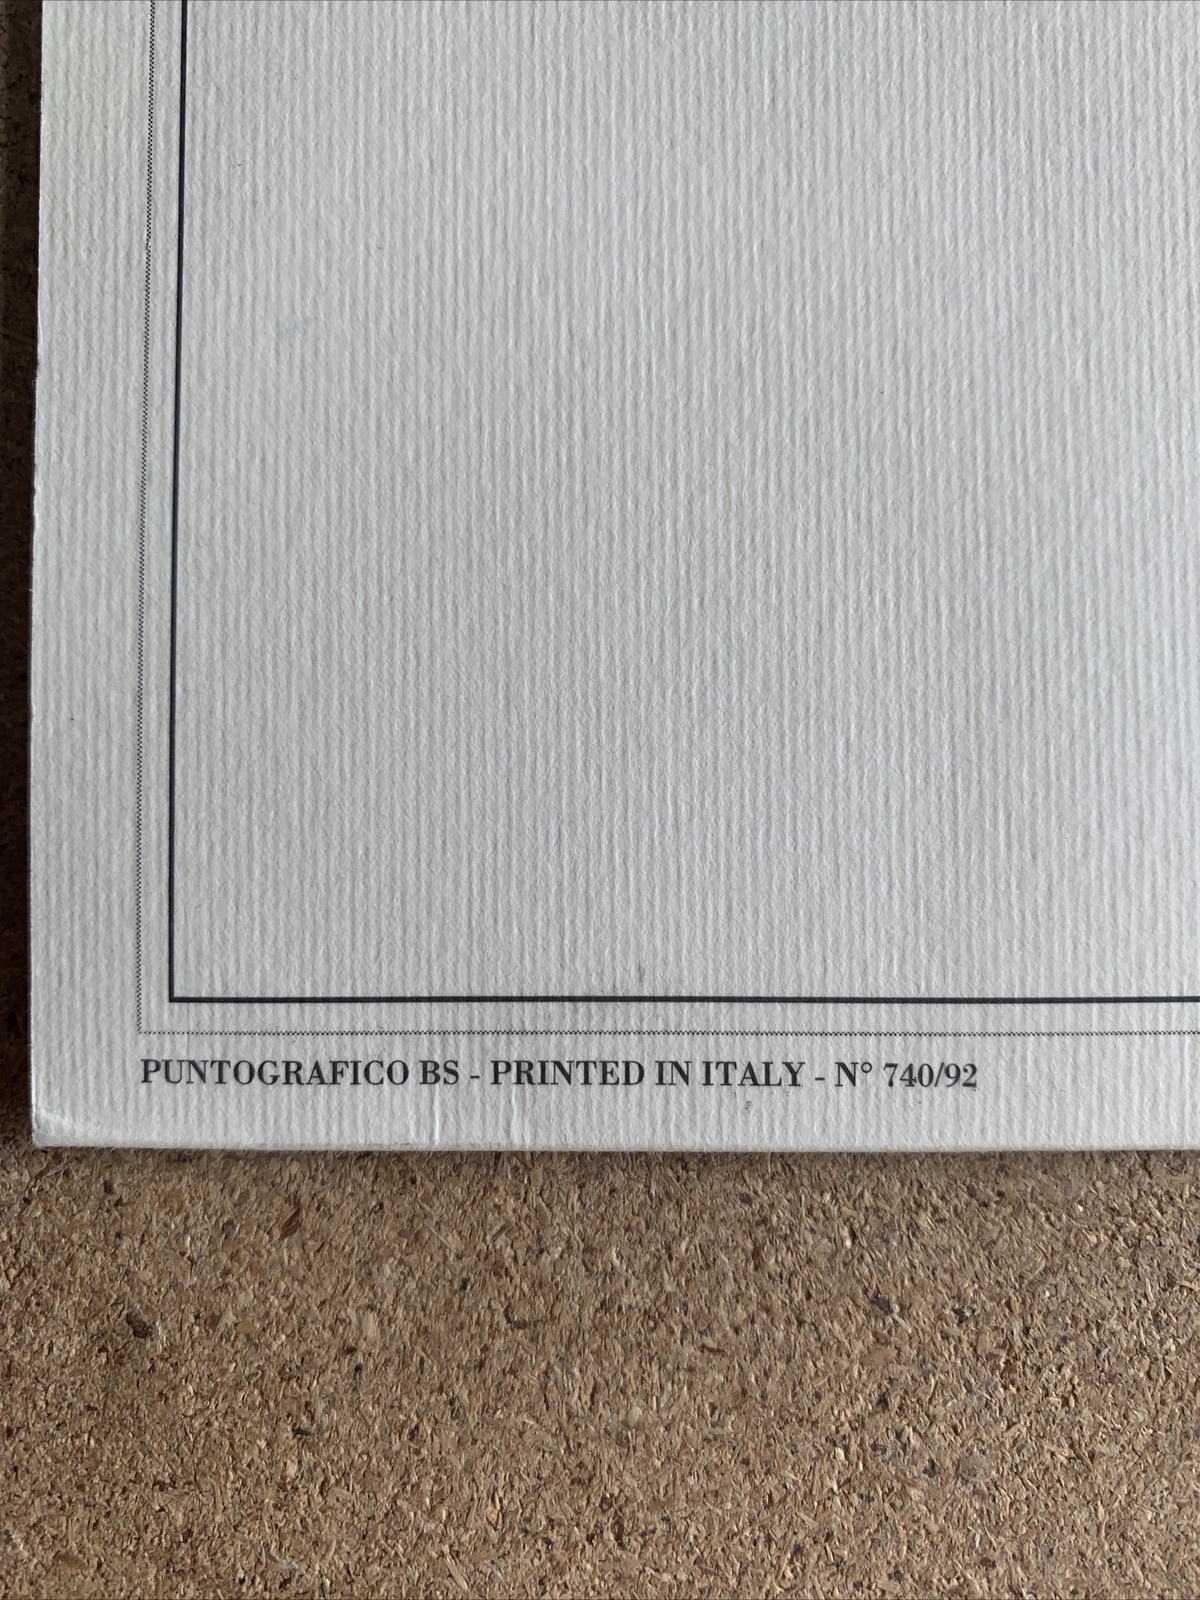 PUNTOGRAFICO BS - PRINTED IN ITALY - N° 740/92